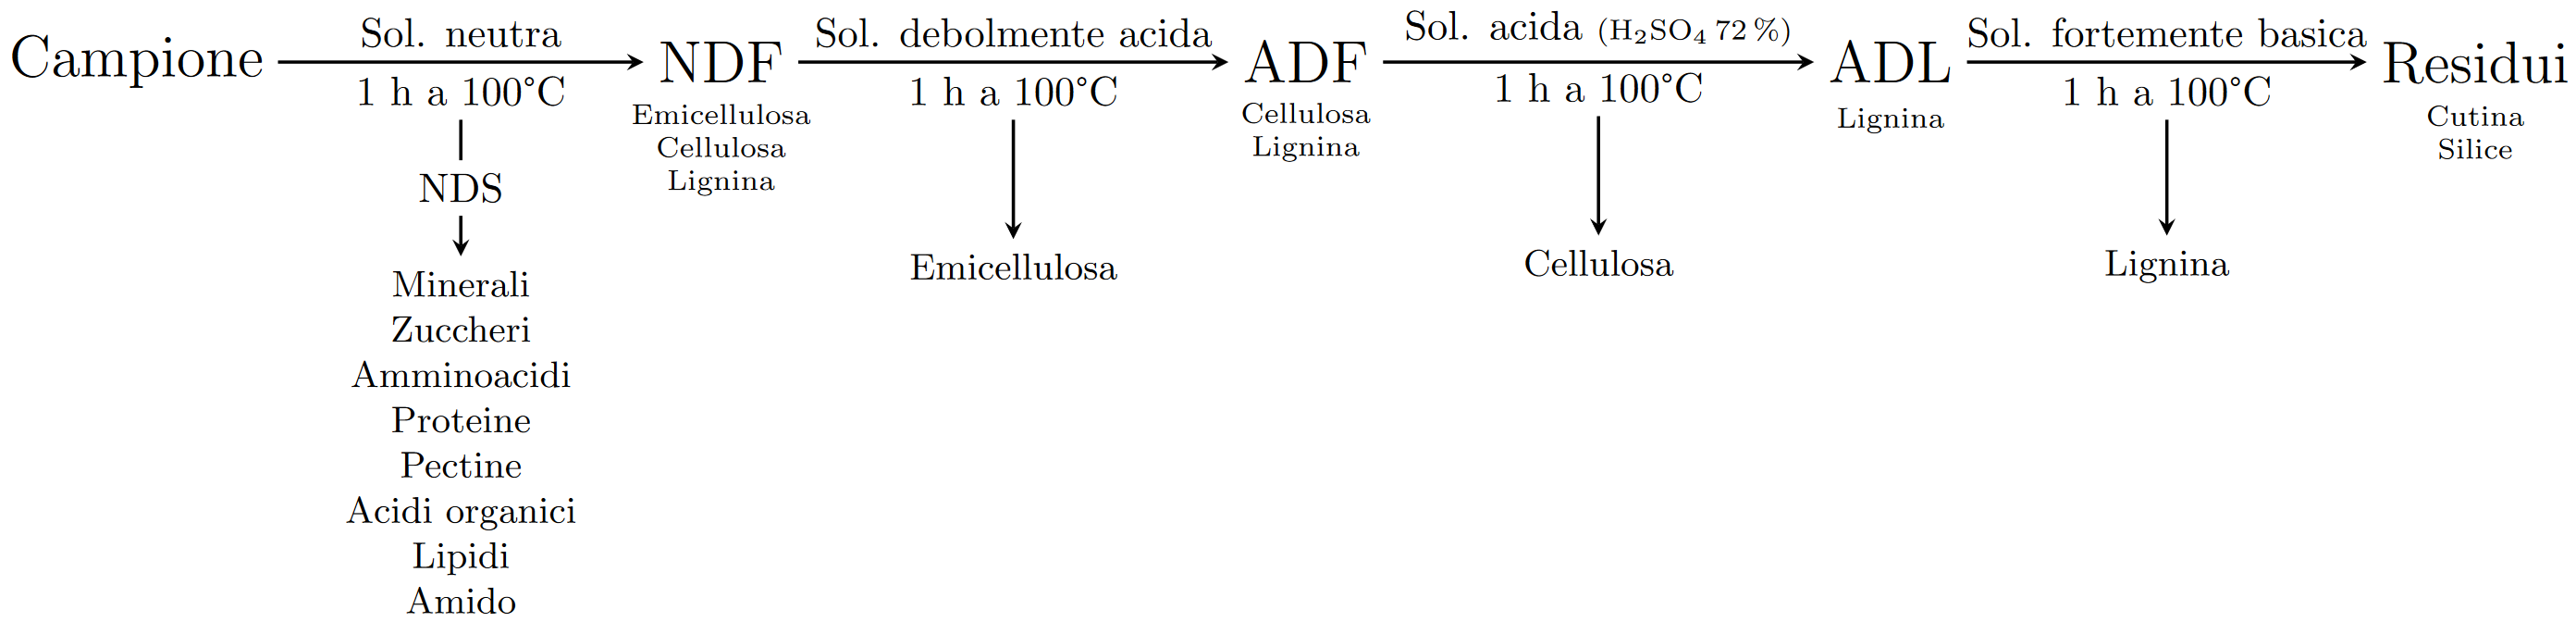 Campione
Sol. neutra
1 h a 100°C
NDS
Minerali
Zuccheri
Amminoacidi
Proteine
Pectine
Acidi organici
Lipidi
Amido
NDF
Emicellulosa
Cellulosa
Lignina
Sol. debolmente acida
1 h a 100°C
Emicellulosa
ADF
Cellulosa
Lignina
Sol. acida (H₂SO₄ 72 %)
1 h a 100°C
Cellulosa
ADL
Lignina
Sol. fortemente basica
1 h a 100°C
Lignina
Residui
Cutina
Silice